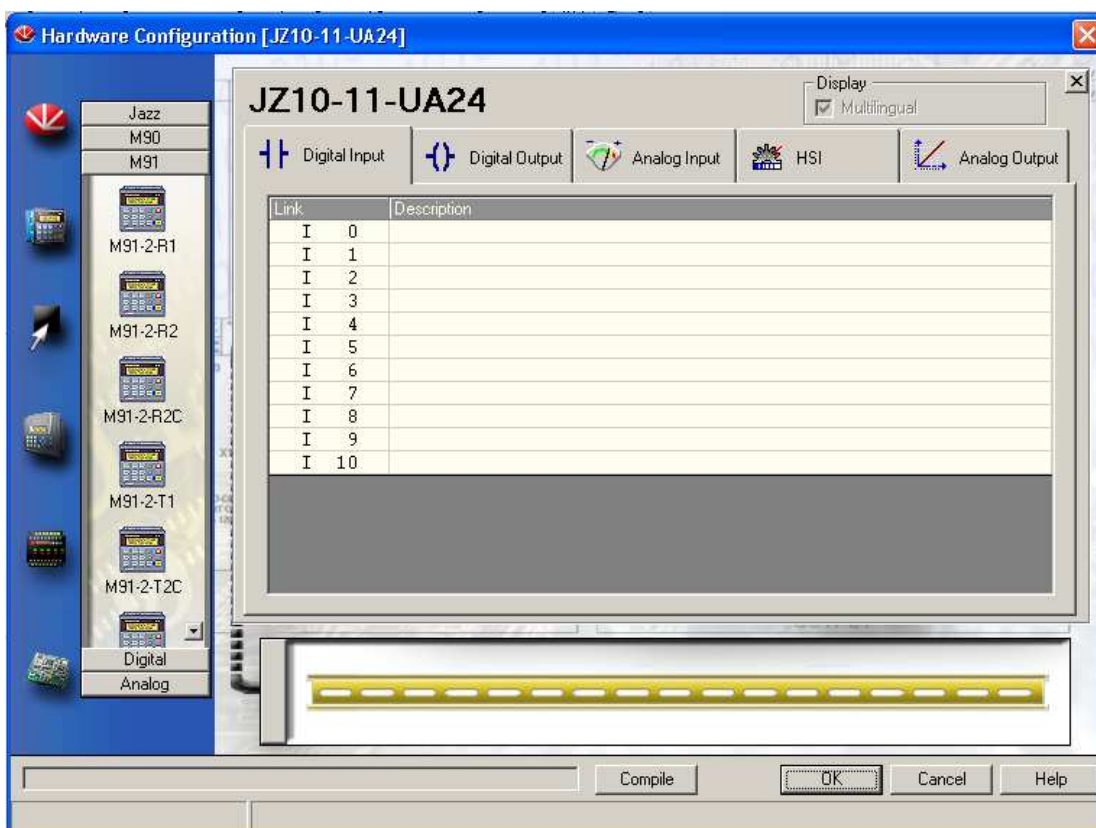 Hardware Configuration [JZ10-11-UA24]
Jazz
M90
M91
M91-2-R1
M91-2-R2
M91-2-R2C
M91-2-T1
M91-2-T2C
Digital
Analog
JZ10-11-UA24
Display
Multilingual
Digital Input
Digital Output
Analog Input
HSI
Analog Output
Link Description
I 0
I 1
I 2
I 3
I 4
I 5
I 6
I 7
I 8
I 9
I 10
Compile
OK
Cancel
Help